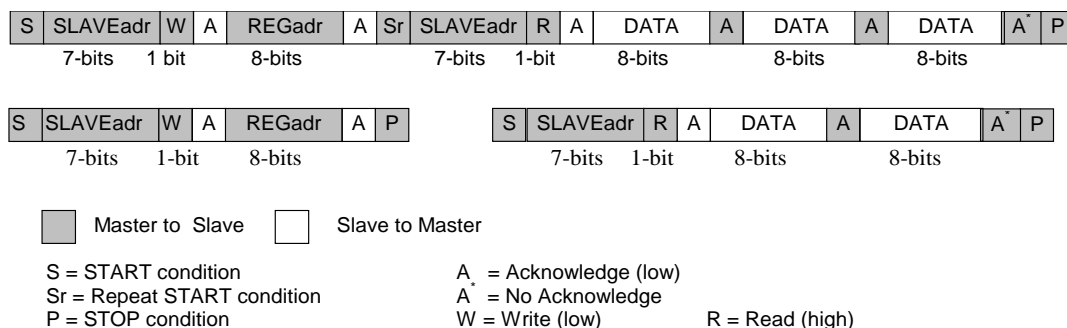 S SLAVEadr W A REGadr A Sr SLAVEadr R A DATA A DATA A DATA A* P
7-bits 1 bit 8-bits 7-bits 1-bit 8-bits 8-bits 8-bits
S SLAVEadr W A REGadr A P S SLAVEadr R A DATA A DATA A* P
7-bits 1-bit 8-bits 7-bits 1-bit 8-bits 8-bits
Master to Slave Slave to Master
S = START condition A = Acknowledge (low)
Sr = Repeat START condition A* = No Acknowledge
P = STOP condition W = Write (low) R = Read (high)